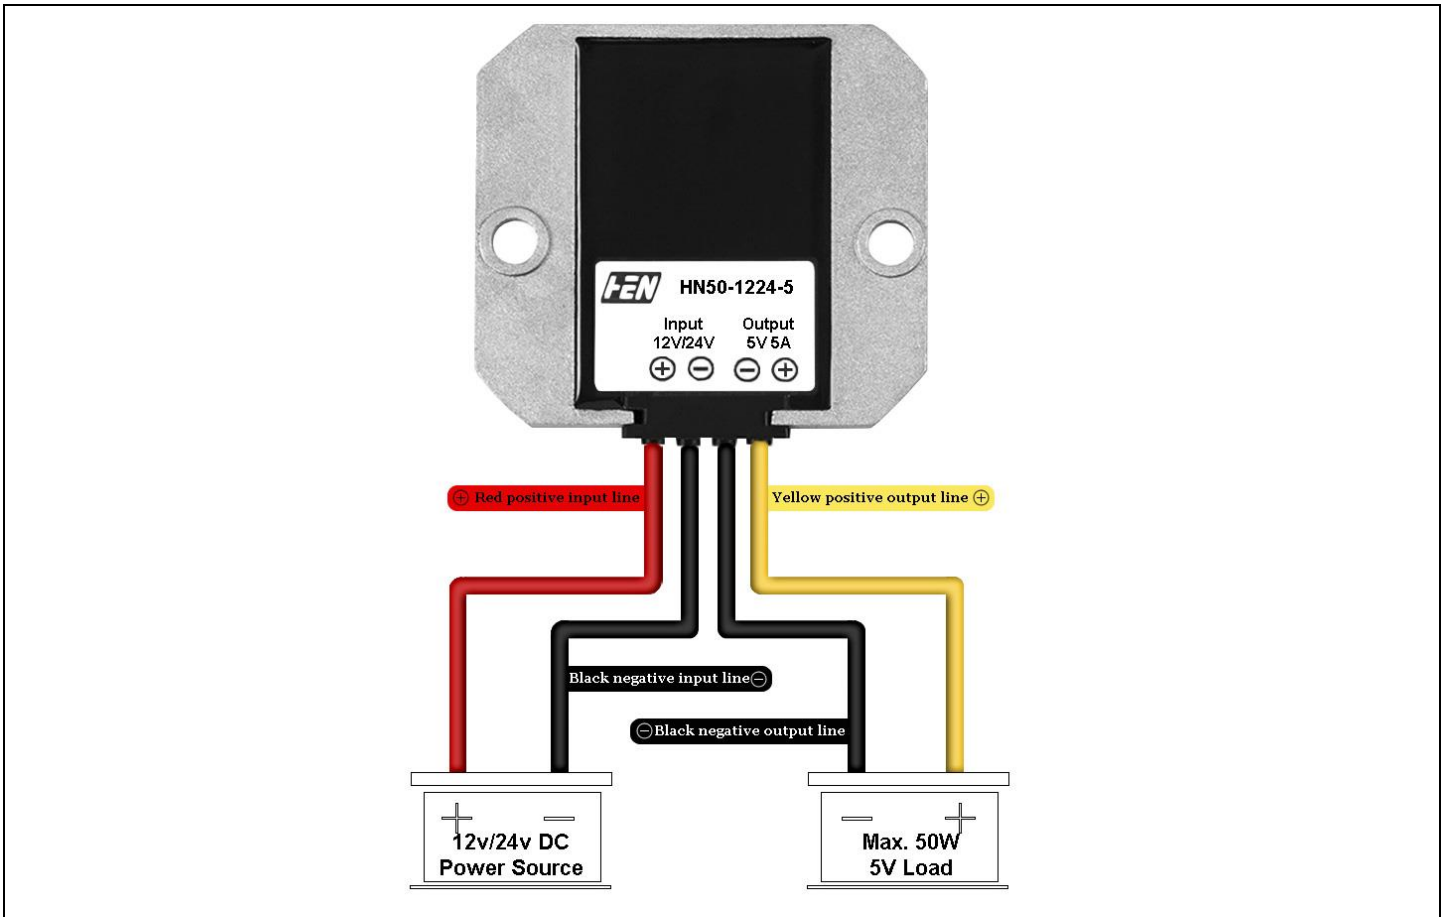 HEN HN50-1224-5
Input Output
12V/24V 5V 5A
⊕ ⊖ ⊖ ⊕
⊕ Red positive input line
Yellow positive output line ⊕
Black negative input line⊖
⊖Black negative output line
+ − − +
12v/24v DC
Power Source
Max. 50W
5V Load